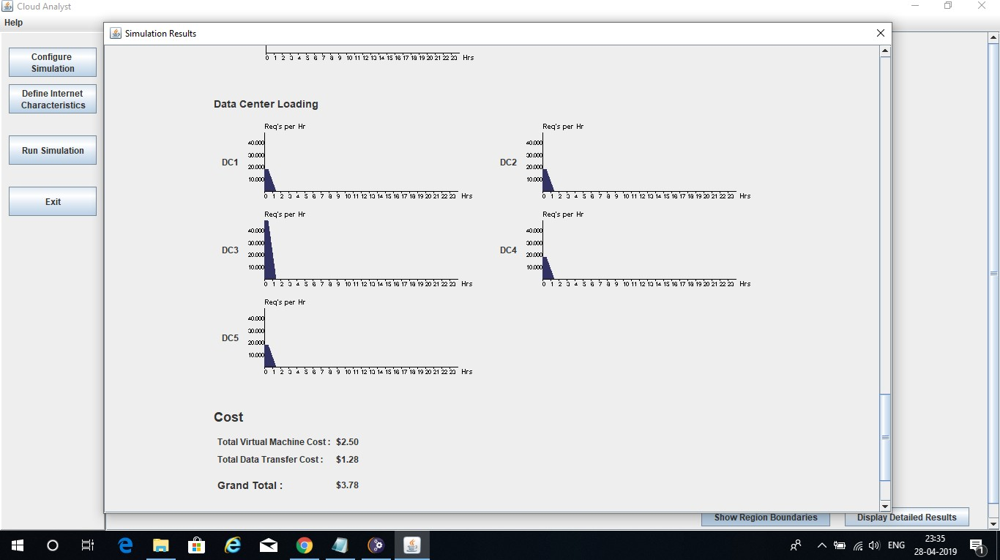 Cloud Analyst
Help
Simulation Results
Configure
Simulation
Define Internet
Characteristics
Run Simulation
Exit
0 1 2 3 4 5 6 7 8 9 10 11 12 13 14 15 16 17 18 19 20 21 22 23 Hrs
Data Center Loading
Req's per Hr
40.000
30.000
20.000
10.000
DC1
0 1 2 3 4 5 6 7 8 9 10 11 12 13 14 15 16 17 18 19 20 21 22 23 Hrs
Req's per Hr
40.000
30.000
20.000
10.000
DC2
0 1 2 3 4 5 6 7 8 9 10 11 12 13 14 15 16 17 18 19 20 21 22 23 Hrs
Req's per Hr
40.000
30.000
20.000
10.000
DC3
0 1 2 3 4 5 6 7 8 9 10 11 12 13 14 15 16 17 18 19 20 21 22 23 Hrs
Req's per Hr
40.000
30.000
20.000
10.000
DC4
0 1 2 3 4 5 6 7 8 9 10 11 12 13 14 15 16 17 18 19 20 21 22 23 Hrs
Req's per Hr
40.000
30.000
20.000
10.000
DC5
0 1 2 3 4 5 6 7 8 9 10 11 12 13 14 15 16 17 18 19 20 21 22 23 Hrs
Cost
Total Virtual Machine Cost : $2.50
Total Data Transfer Cost : $1.28
Grand Total : $3.78
Show Region Boundaries
Display Detailed Results
ENG
23:35
28-04-2019
1